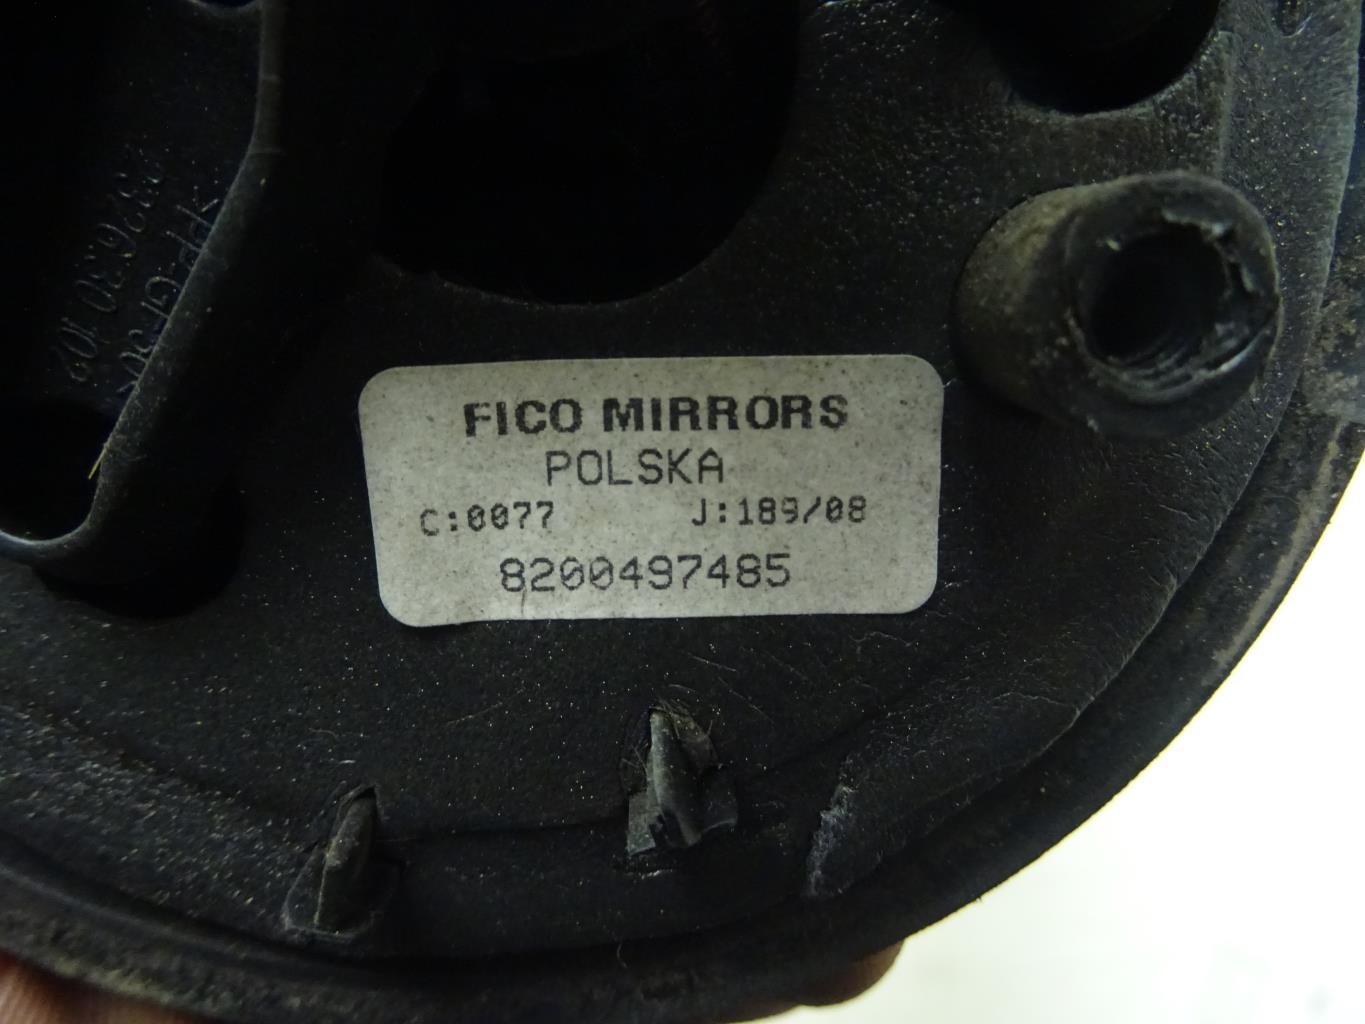 FICO MIRRORS
POLSKA
C:0077 J:189/08
8200497485